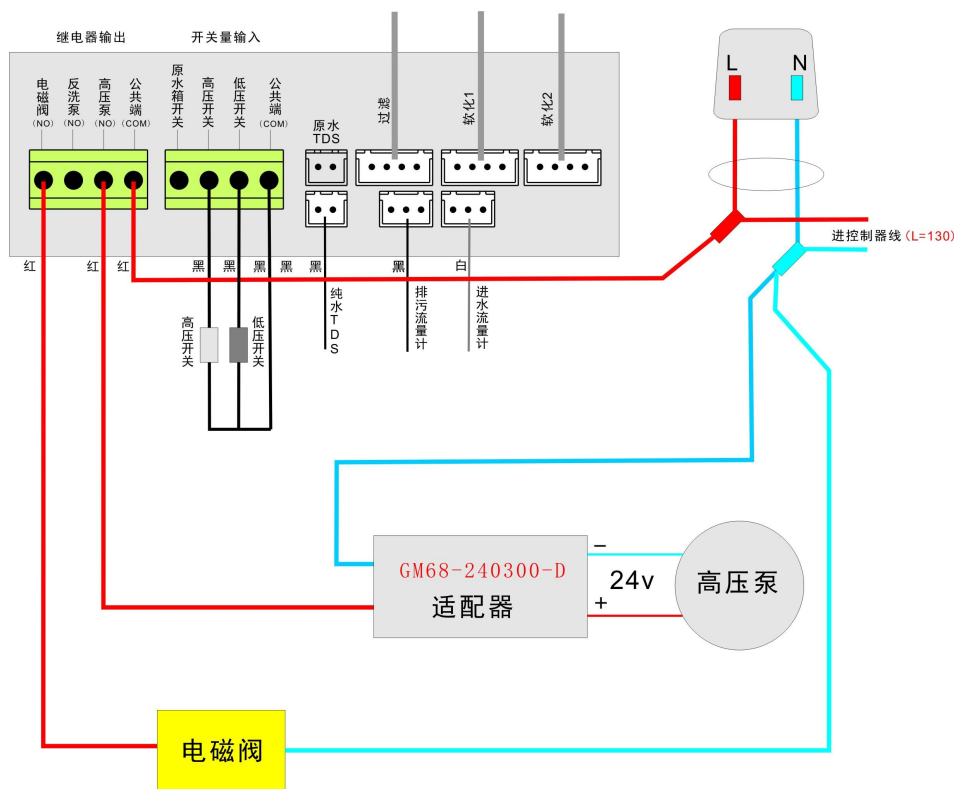 继电器输出
开关量输入
电磁阀
(NO)
反洗泵
(NO)
高压泵
(NO)
公共端
(COM)
原水箱开关
高压开关
低压开关
公共端
(COM)
原水
TDS
过滤
软化1
软化2
L
N
进控制器线(L=130)
红
红
红
黑
黑
黑
黑
黑
黑
白
高压开关
低压开关
纯水TDS
排污流量计
进水流量计
GM68-240300-D
适配器
−
24v
+
高压泵
电磁阀